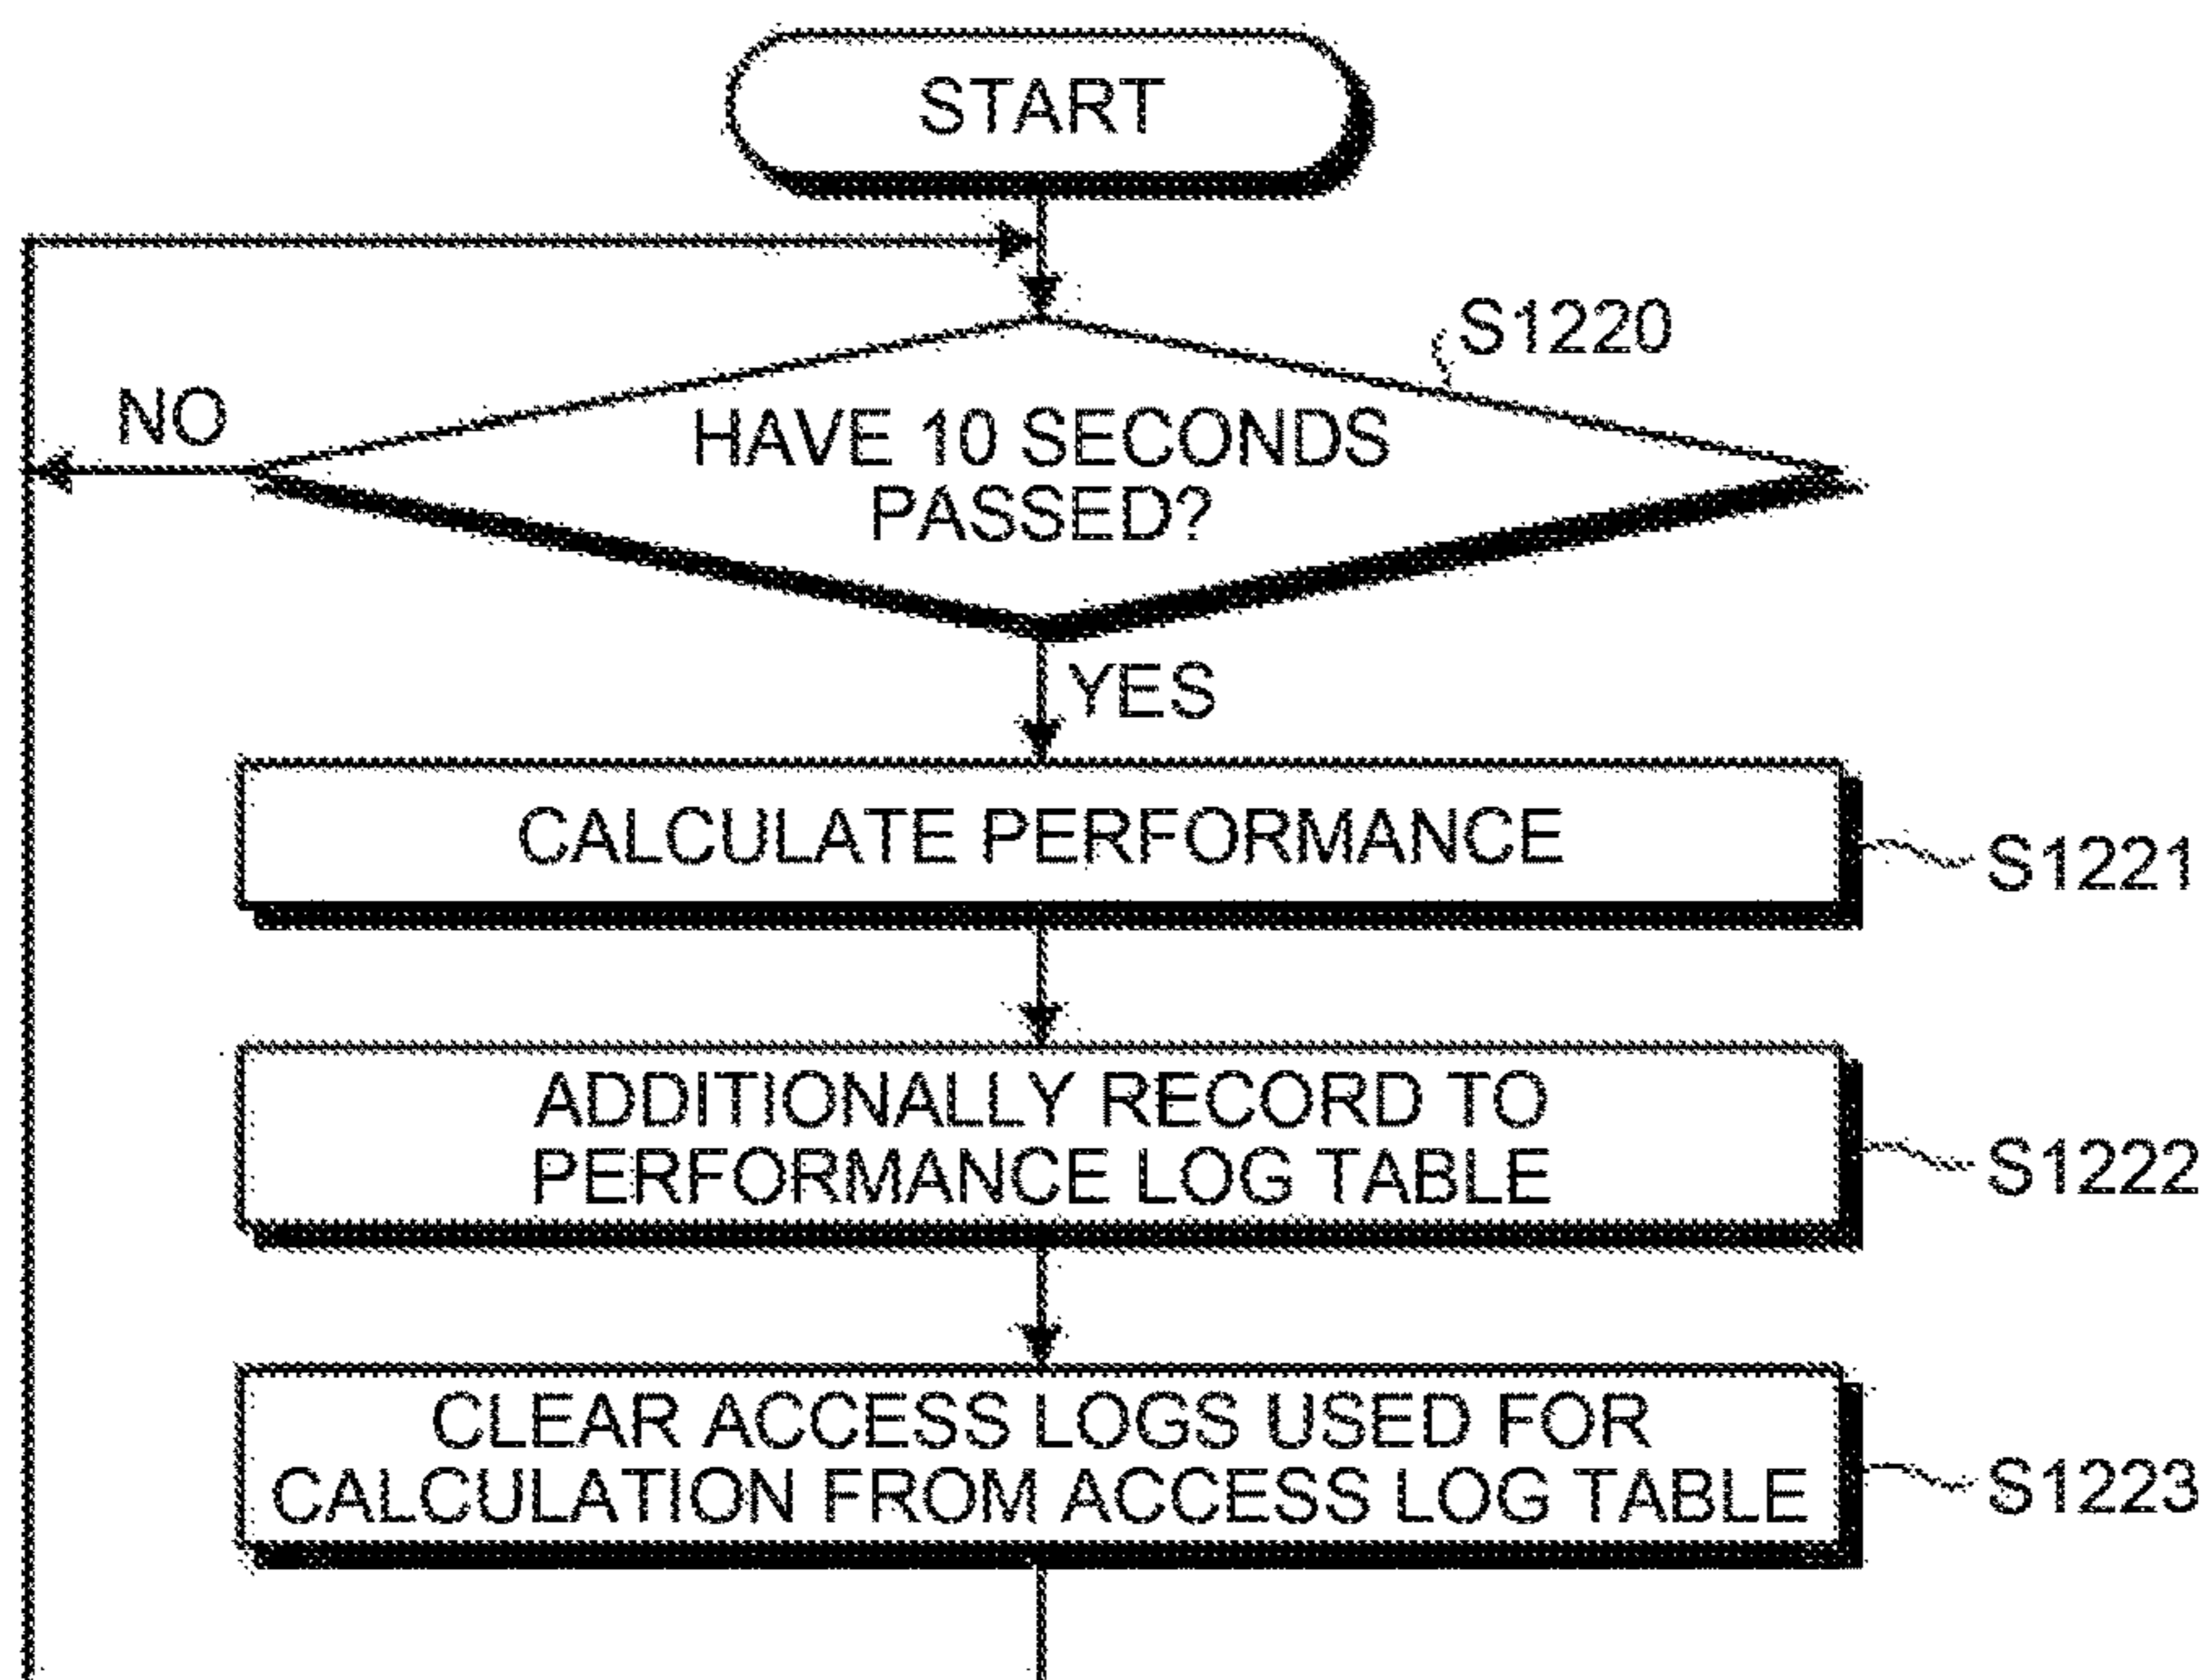 START
S1220
NO
HAVE 10 SECONDS
PASSED?
YES
CALCULATE PERFORMANCE
S1221
ADDITIONALLY RECORD TO
PERFORMANCE LOG TABLE
S1222
CLEAR ACCESS LOGS USED FOR
CALCULATION FROM ACCESS LOG TABLE
S1223